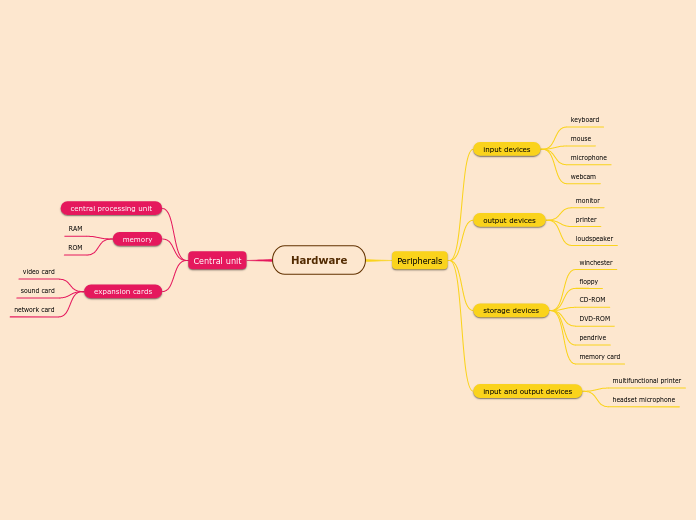 Hardware
Central unit
central processing unit
memory
RAM
ROM
expansion cards
video card
sound card
network card
Peripherals
input devices
keyboard
mouse
microphone
webcam
output devices
monitor
printer
loudspeaker
storage devices
winchester
floppy
CD-ROM
DVD-ROM
pendrive
memory card
input and output devices
multifunctional printer
headset microphone